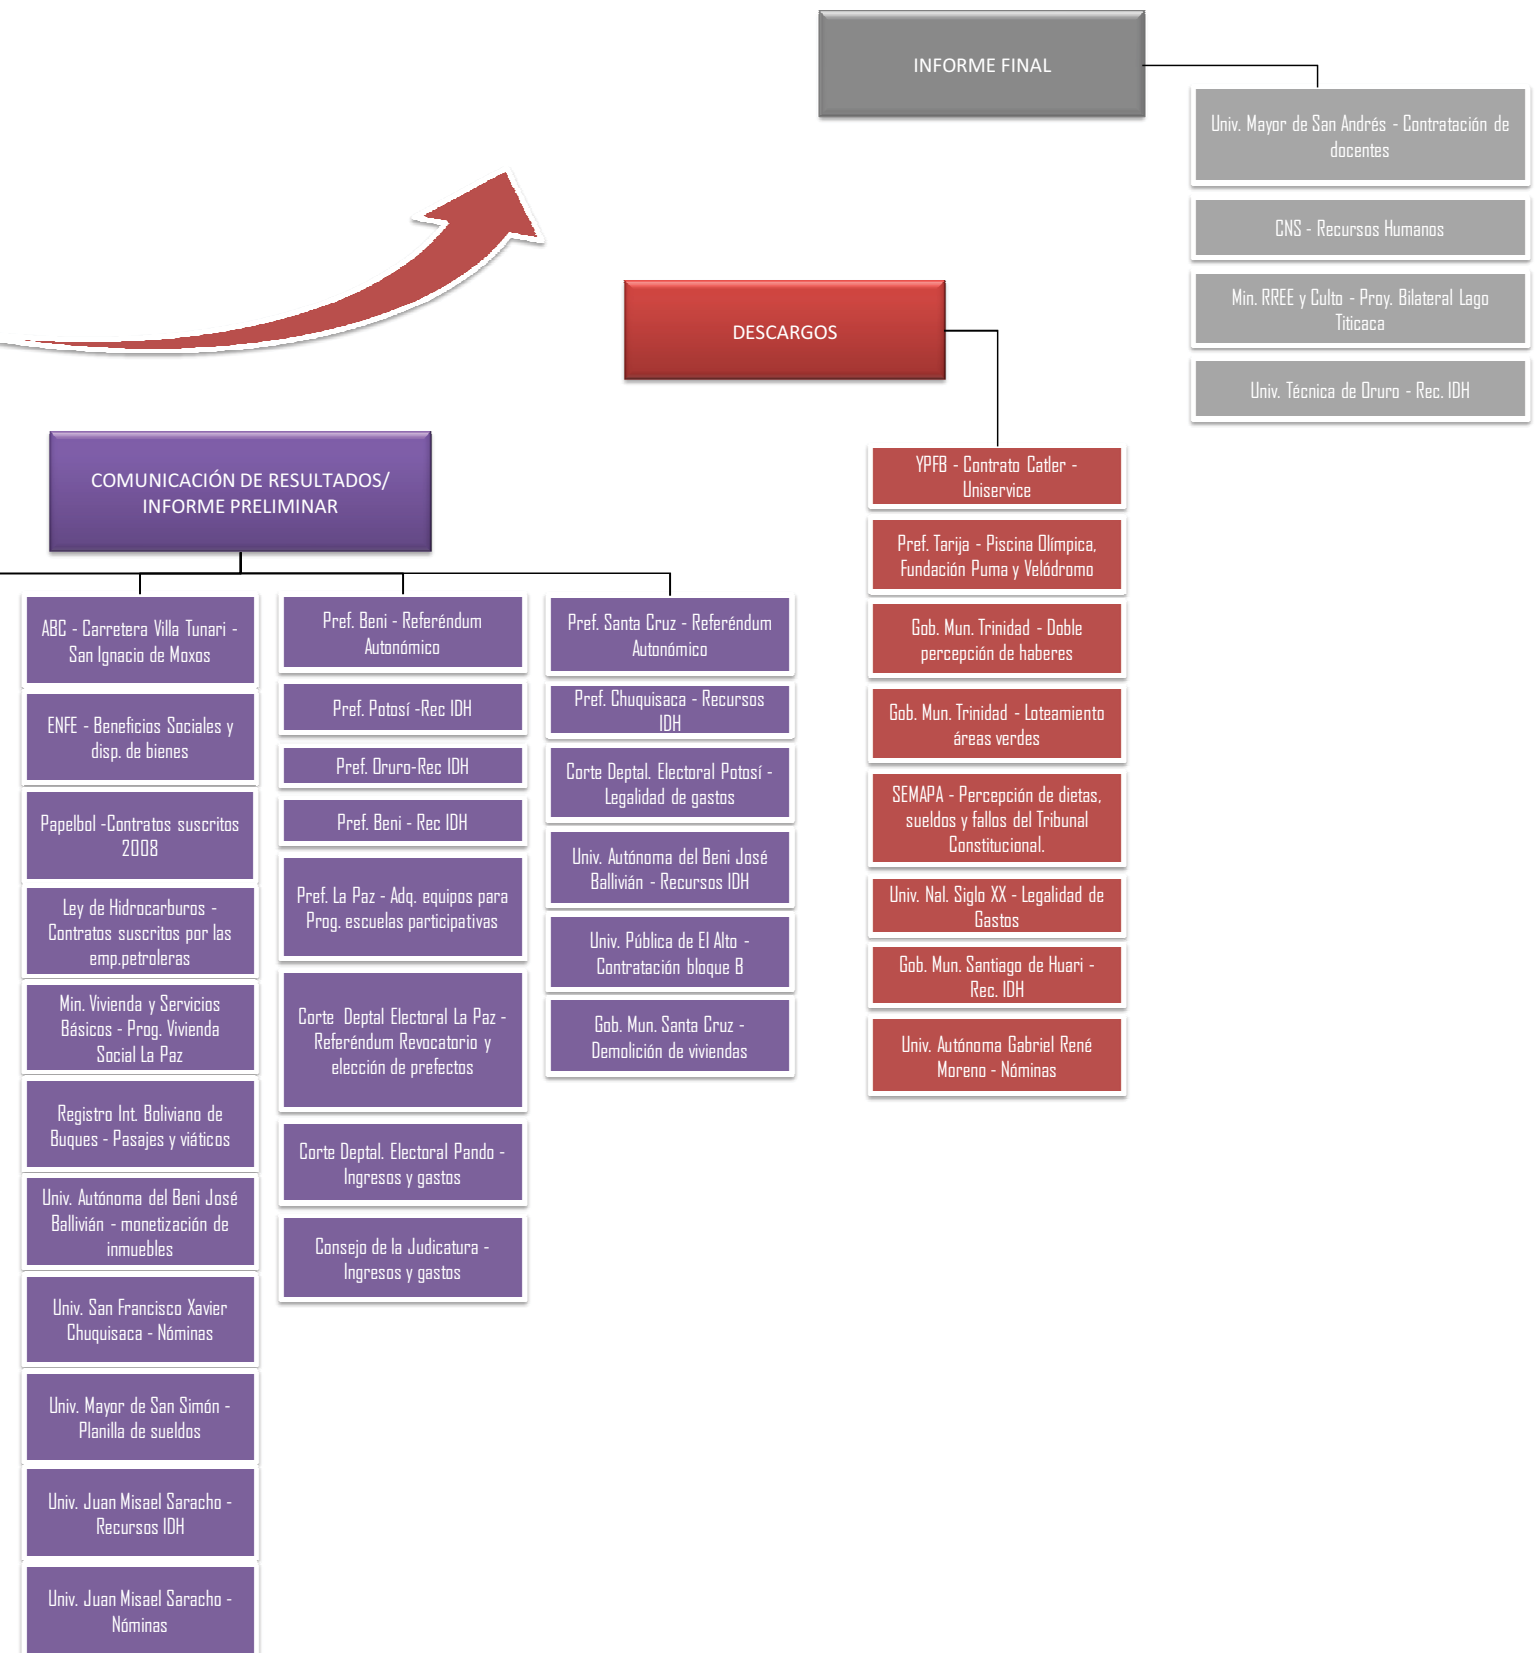 INFORME FINAL
Univ. Mayor de San Andrés - Contratación de
docentes
CNS - Recursos Humanos
Min. RREE y Culto - Proy. Bilateral Lago
Titicaca
Univ. Técnica de Oruro - Rec. IDH
DESCARGOS
YPFB - Contrato Catler -
Uniservice
Pref. Tarija - Piscina Olímpica,
Fundación Puma y Velódromo
Gob. Mun. Trinidad - Doble
percepción de haberes
Gob. Mun. Trinidad - Loteamiento
áreas verdes
SEMAPA - Percepción de dietas,
sueldos y fallos del Tribunal
Constitucional.
Univ. Nal. Siglo XX - Legalidad de
Gastos
Gob. Mun. Santiago de Huari -
Rec. IDH
Univ. Autónoma Gabriel René
Moreno - Nóminas
COMUNICACIÓN DE RESULTADOS/
INFORME PRELIMINAR
ABC - Carretera Villa Tunari -
San Ignacio de Moxos
ENFE - Beneficios Sociales y
disp. de bienes
Papelbol -Contratos suscritos
2008
Ley de Hidrocarburos -
Contratos suscritos por las
emp.petroleras
Min. Vivienda y Servicios
Básicos - Prog. Vivienda
Social La Paz
Registro Int. Boliviano de
Buques - Pasajes y viáticos
Univ. Autónoma del Beni José
Ballivián - monetización de
inmuebles
Univ. San Francisco Xavier
Chuquisaca - Nóminas
Univ. Mayor de San Simón -
Planilla de sueldos
Univ. Juan Misael Saracho -
Recursos IDH
Univ. Juan Misael Saracho -
Nóminas
Pref. Beni - Referéndum
Autonómico
Pref. Potosí -Rec IDH
Pref. Oruro-Rec IDH
Pref. Beni - Rec IDH
Pref. La Paz - Adq. equipos para
Prog. escuelas participativas
Corte Deptal Electoral La Paz -
Referéndum Revocatorio y
elección de prefectos
Corte Deptal. Electoral Pando -
Ingresos y gastos
Consejo de la Judicatura -
Ingresos y gastos
Pref. Santa Cruz - Referéndum
Autonómico
Pref. Chuquisaca - Recursos
IDH
Corte Deptal. Electoral Potosí -
Legalidad de gastos
Univ. Autónoma del Beni José
Ballivián - Recursos IDH
Univ. Pública de El Alto -
Contratación bloque B
Gob. Mun. Santa Cruz -
Demolición de viviendas